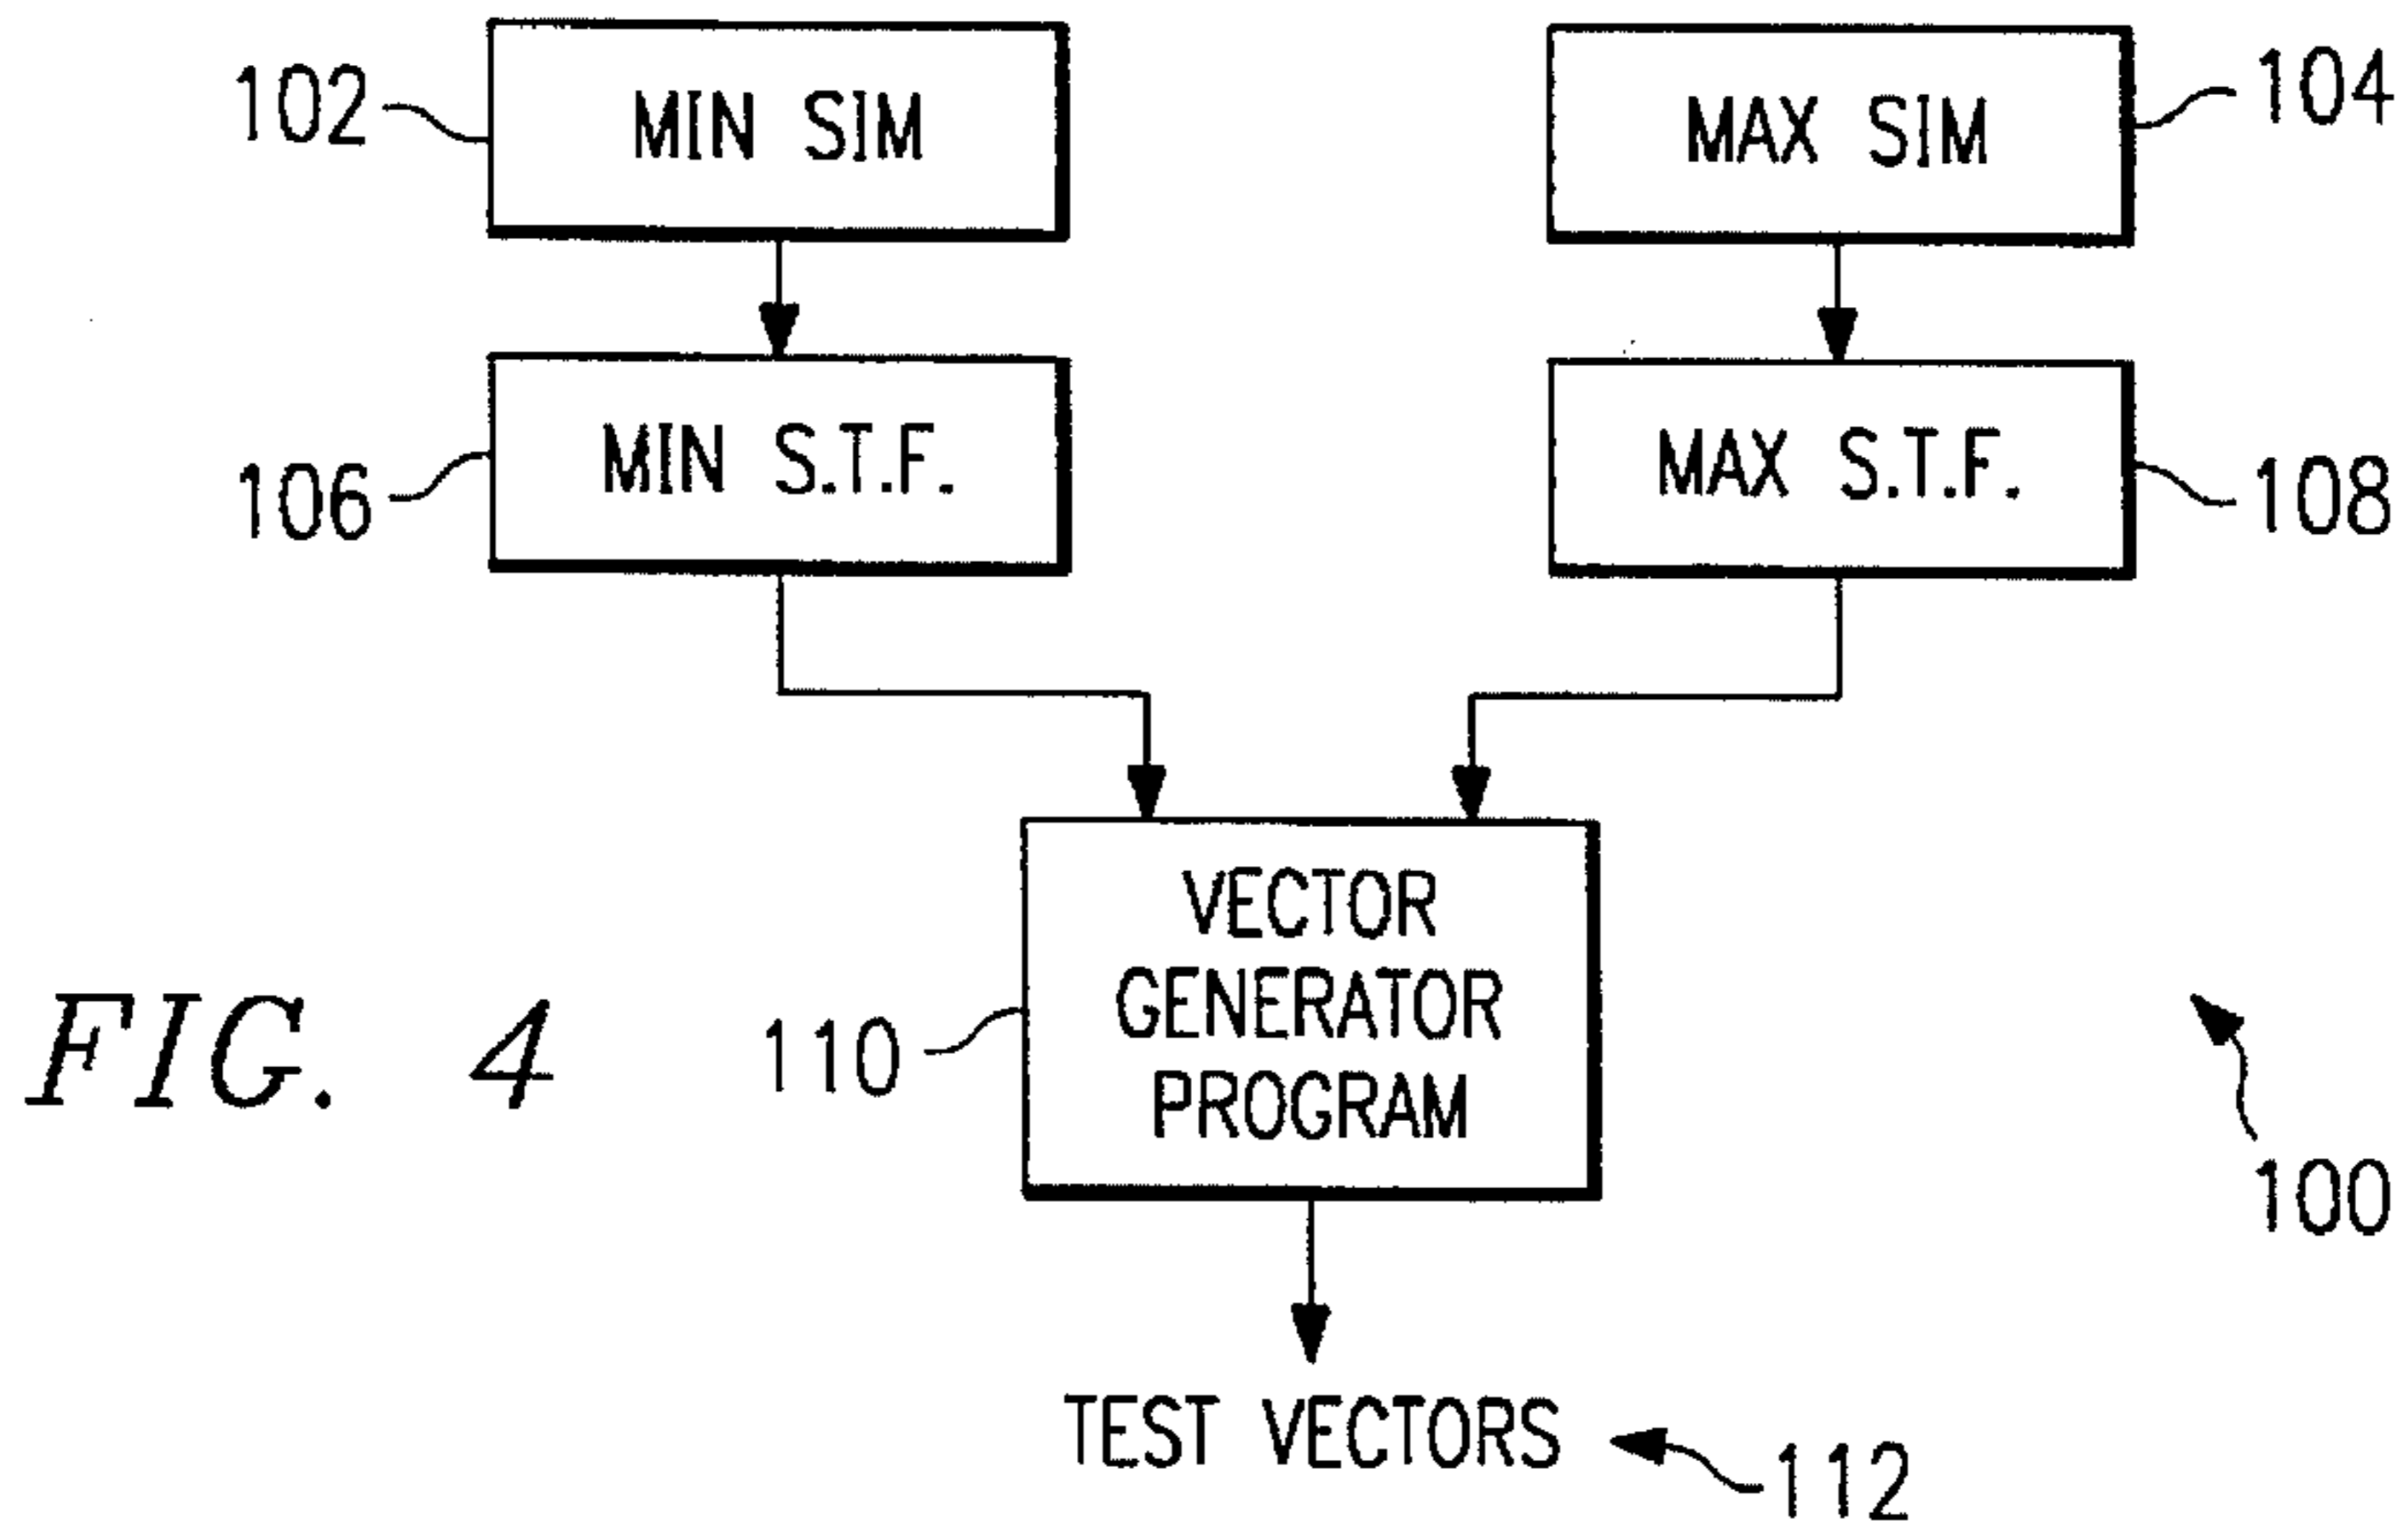 102
MIN SIM
MAX SIM
104
106
MIN S.T.F.
MAX S.T.F.
108
VECTOR
GENERATOR
PROGRAM
110
FIG. 4
100
TEST VECTORS
112